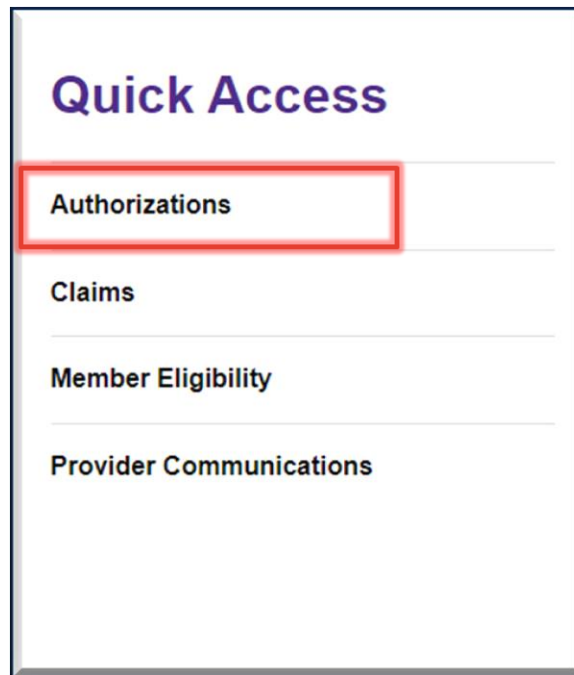 Quick Access
Authorizations
Claims
Member Eligibility
Provider Communications